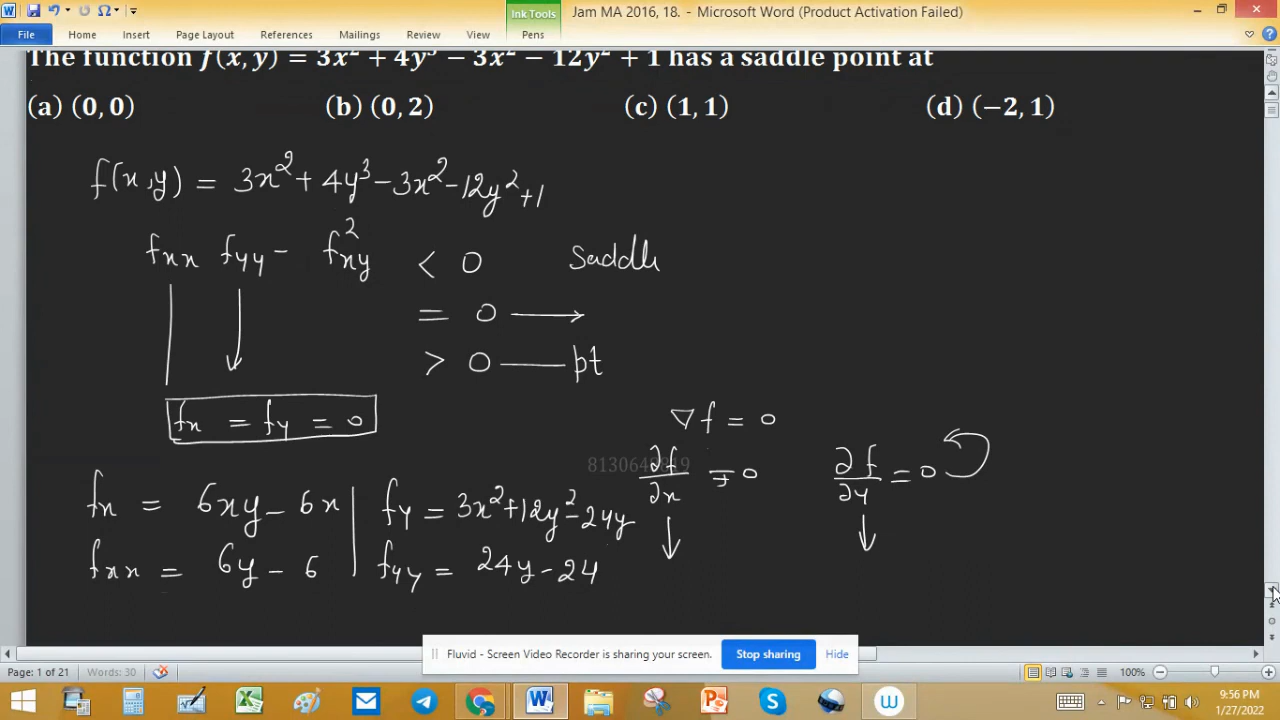 Ink Tools
Jam MA 2016, 18. - Microsoft Word (Product Activation Failed)
File Home Insert Page Layout References Mailings Review View Pens
The function f(x, y) = 3x² + 4y³ − 3x² − 12y² + 1 has a saddle point at
(a) (0, 0) (b) (0, 2) (c) (1, 1) (d) (−2, 1)
f(x,y) = 3x² + 4y³ - 3x² - 12y² + 1
fxx fyy - f²xy < 0 Saddle
= 0 →
> 0 — pt
fx = fy = 0
∇f = 0
8130648819
∂f/∂x = 0 ∂f/∂y = 0
fx = 6xy - 6x | fy = 3x² + 12y² - 24y
fxx = 6y - 6 | fyy = 24y - 24
Fluvid - Screen Video Recorder is sharing your screen. Stop sharing Hide
Page: 1 of 21 Words: 30 100%
9:56 PM
1/27/2022